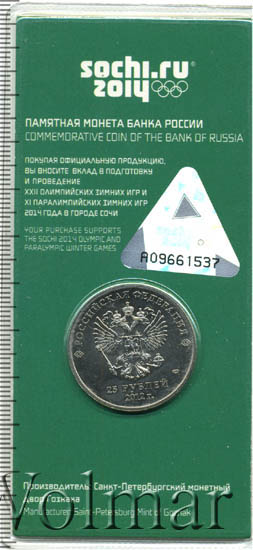 sochi.ru
2014
ПАМЯТНАЯ МОНЕТА БАНКА РОССИИ
COMMEMORATIVE COIN OF THE BANK OF RUSSIA
ПОКУПАЯ ОФИЦИАЛЬНУЮ ПРОДУКЦИЮ,
ВЫ ВНОСИТЕ ВКЛАД В ПОДГОТОВКУ
И ПРОВЕДЕНИЕ
XXII ОЛИМПИЙСКИХ ЗИМНИХ ИГР И
XI ПАРАЛИМПИЙСКИХ ЗИМНИХ ИГР
2014 ГОДА В ГОРОДЕ СОЧИ
YOUR PURCHASE SUPPORTS
THE SOCHI 2014 OLYMPIC AND
PARALYMPIC WINTER GAMES
A09661537
РОССИЙСКАЯ ФЕДЕРАЦИЯ
25 РУБЛЕЙ
2012 г.
Производитель: Санкт-Петербургский монетный
двор Гознака
Manufacturer: Saint-Petersburg Mint of Goznak
Volmar